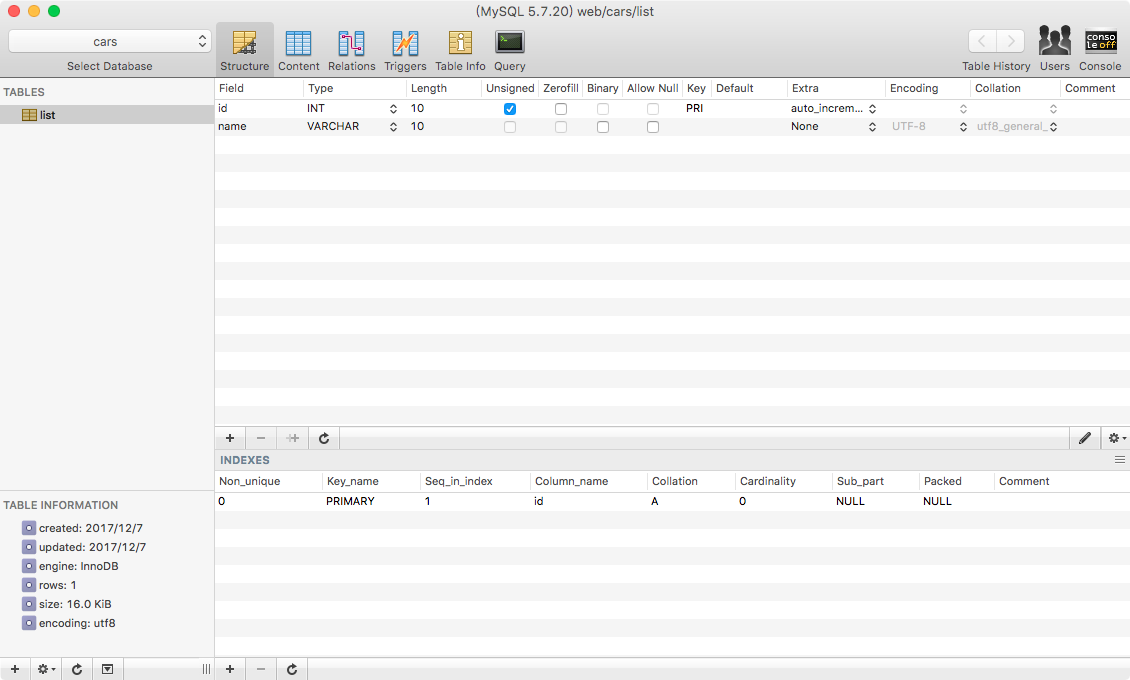 (MySQL 5.7.20) web/cars/list
cars
Select Database
Structure Content Relations Triggers Table Info Query
Table History Users Console
conso
le off
TABLES
list
Field Type Length Unsigned Zerofill Binary Allow Null Key Default Extra Encoding Collation Comment
id INT 10 PRI auto_increm...
name VARCHAR 10 None UTF-8 utf8_general_
INDEXES
Non_unique Key_name Seq_in_index Column_name Collation Cardinality Sub_part Packed Comment
0 PRIMARY 1 id A 0 NULL NULL
TABLE INFORMATION
created: 2017/12/7
updated: 2017/12/7
engine: InnoDB
rows: 1
size: 16.0 KiB
encoding: utf8